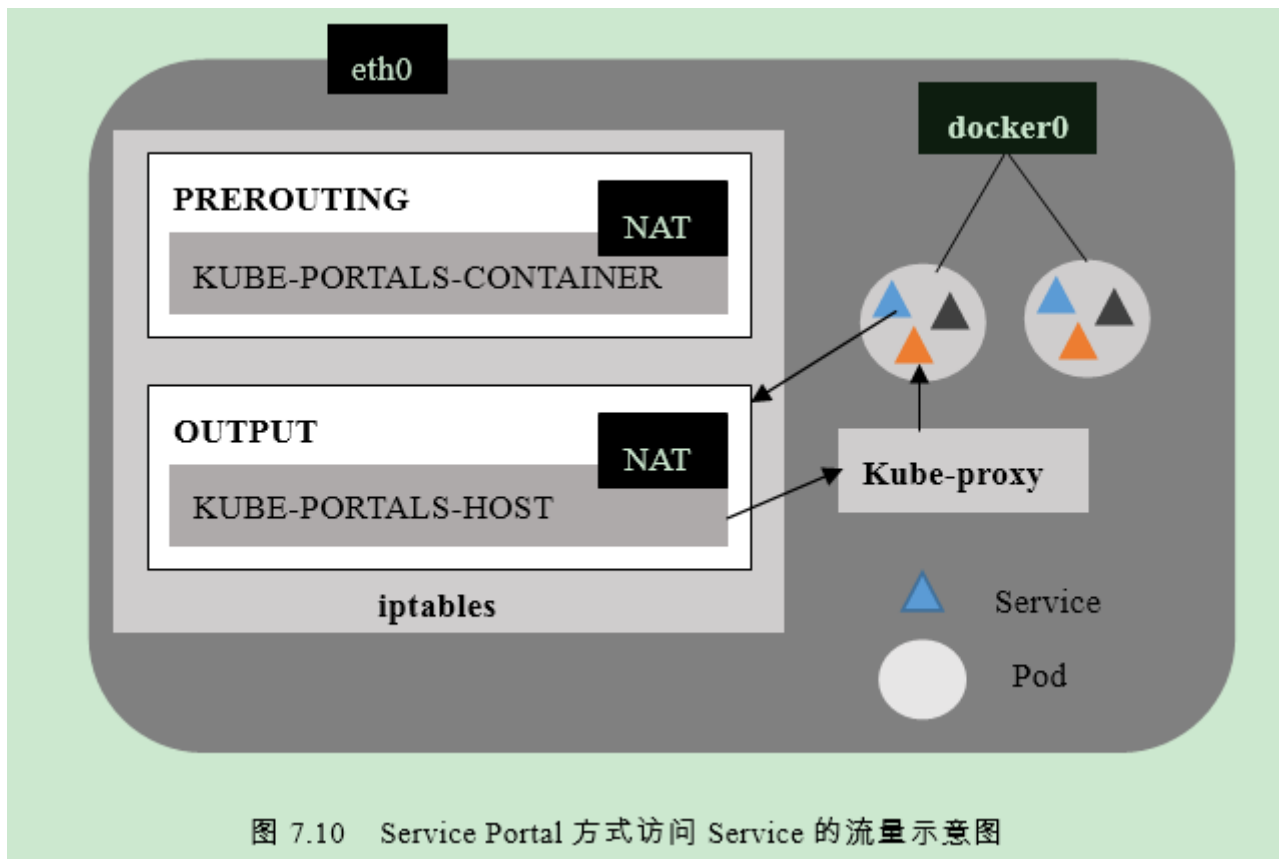 eth0
docker0
PREROUTING
NAT
KUBE-PORTALS-CONTAINER
OUTPUT
NAT
KUBE-PORTALS-HOST
iptables
Kube-proxy
Service
Pod
图 7.10 Service Portal 方式访问 Service 的流量示意图